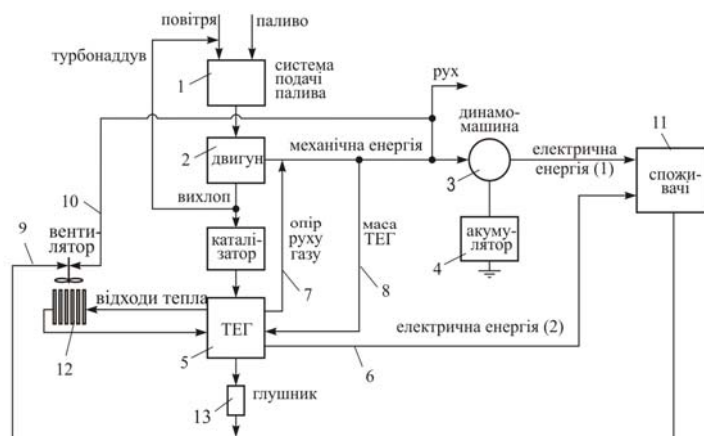 повітря
паливо
турбонаддув
1
система
подачі
палива
рух
динамо-
машина
11
2
двигун
механічна енергія
3
електрична
енергія (1)
спожи-
вачі
вихлоп
10
9
венти-
лятор
каталі-
затор
опір
руху
газу
7
маса
ТЕГ
8
акуму-
лятор
4
відходи тепла
ТЕГ
5
12
електрична енергія (2)
6
13
глушник